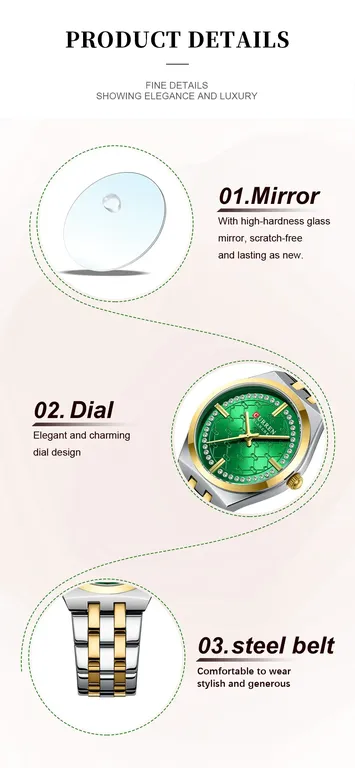 PRODUCT DETAILS
FINE DETAILS
SHOWING ELEGANCE AND LUXURY
01.Mirror
With high-hardness glass
mirror, scratch-free
and lasting as new.
02. Dial
Elegant and charming
dial design
CURREN
03.steel belt
Comfortable to wear
stylish and generous